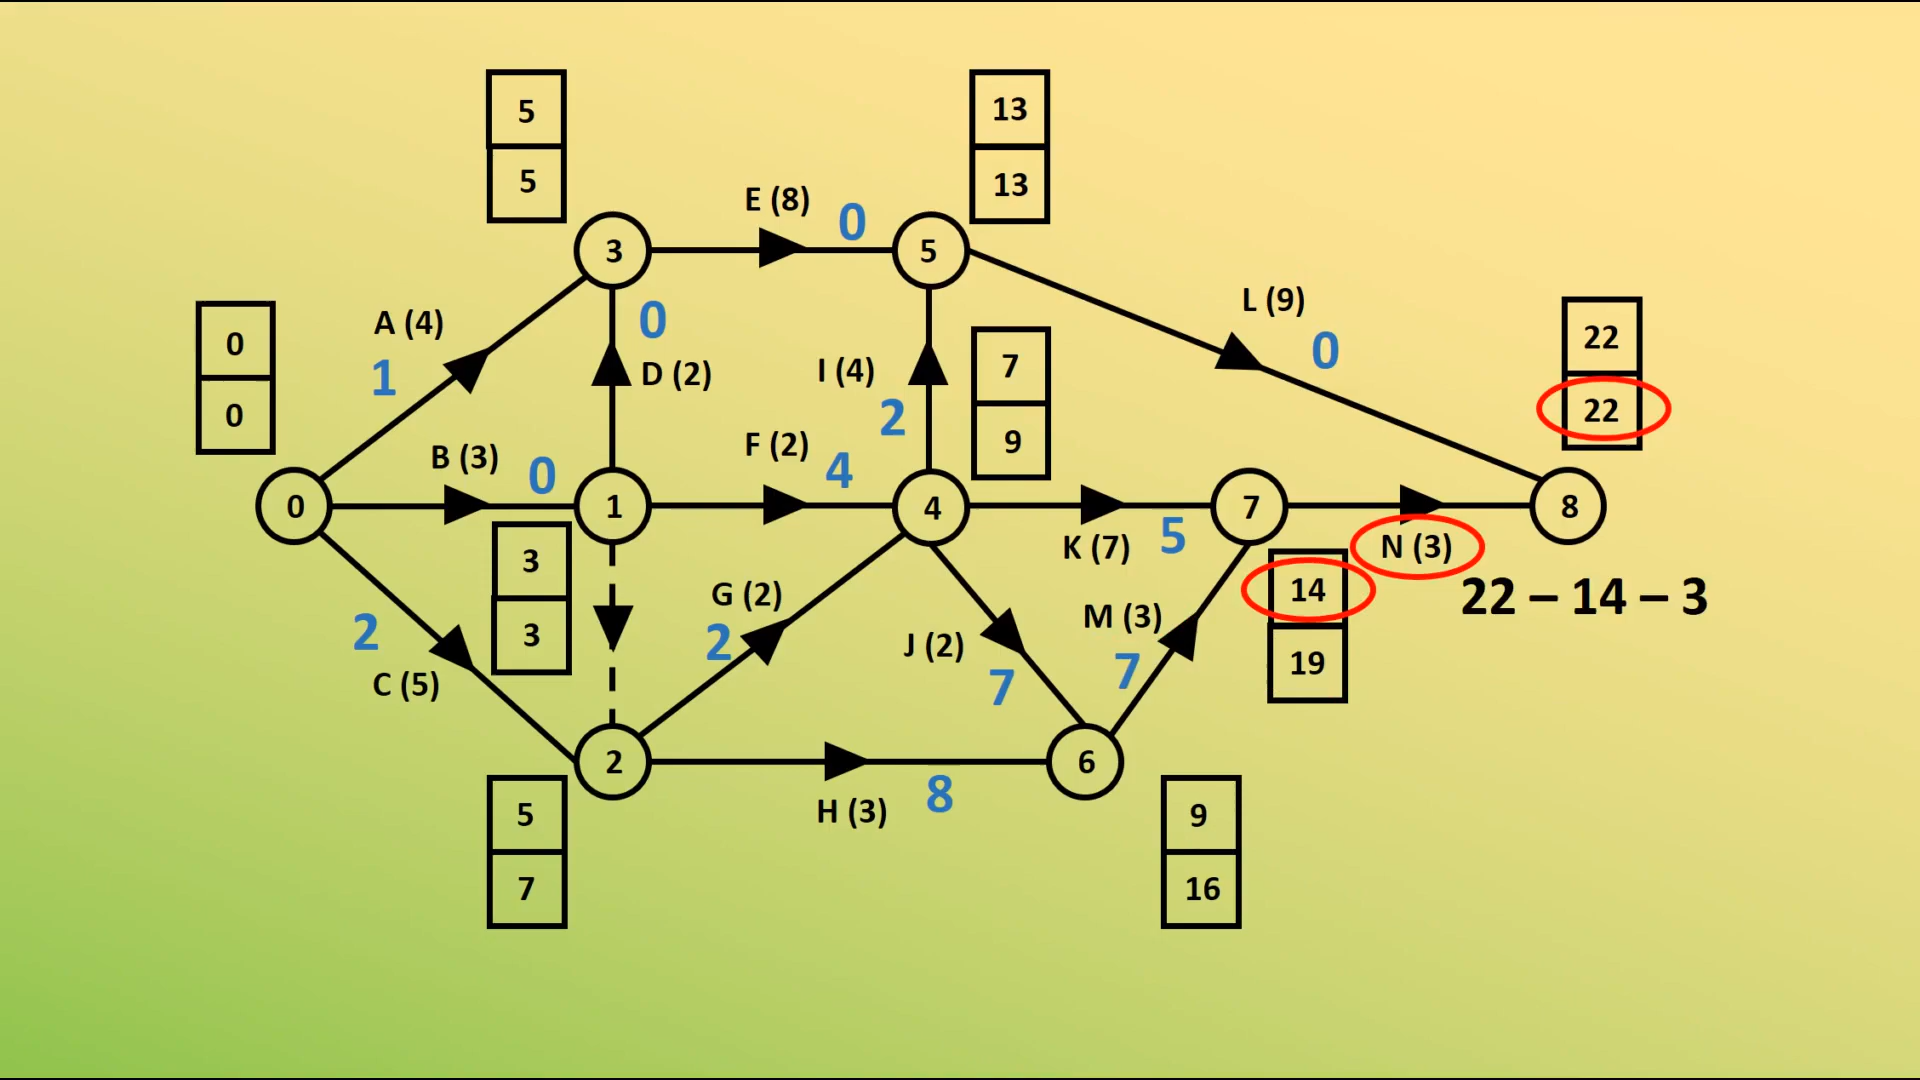 5
5
13
13
E (8)
0
3
5
0
0
A (4)
1
0
D (2)
I (4)
2
7
9
L (9)
0
22
22
B (3)
0
F (2)
4
0
1
4
7
8
3
3
K (7)
5
N (3)
14
19
22 – 14 – 3
2
C (5)
G (2)
2
J (2)
7
M (3)
7
2
6
H (3)
8
5
7
9
16